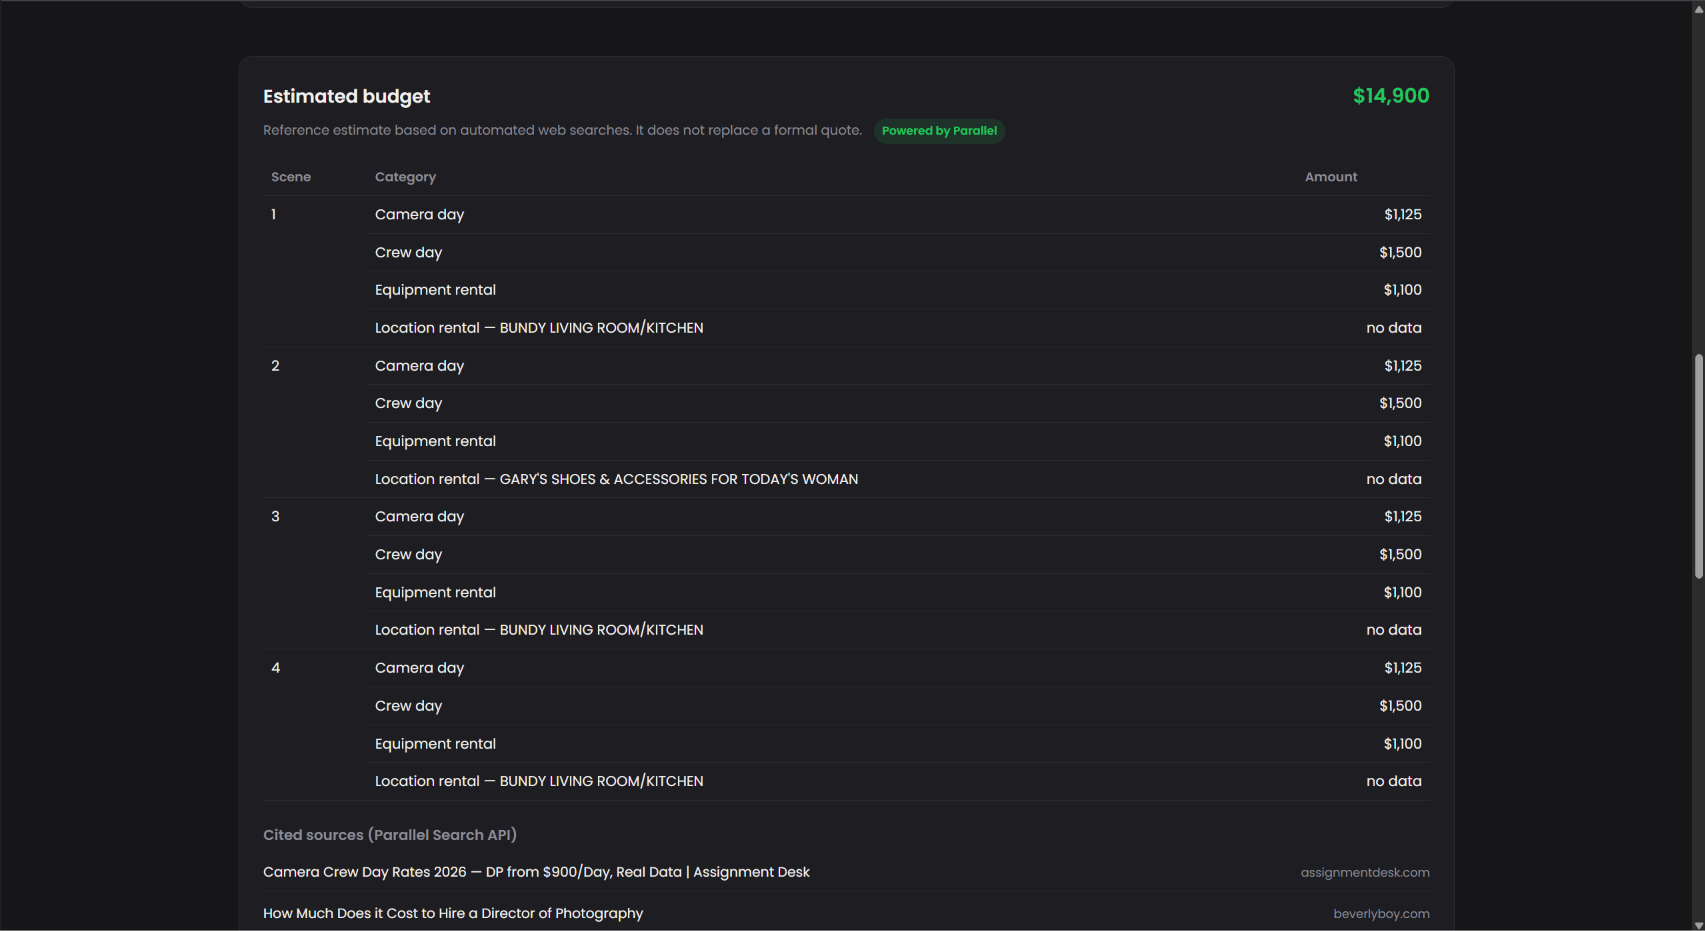 Estimated budget $14,900
Reference estimate based on automated web searches. It does not replace a formal quote. Powered by Parallel
Scene Category Amount
1 Camera day $1,125
Crew day $1,500
Equipment rental $1,100
Location rental — BUNDY LIVING ROOM/KITCHEN no data
2 Camera day $1,125
Crew day $1,500
Equipment rental $1,100
Location rental — GARY'S SHOES & ACCESSORIES FOR TODAY'S WOMAN no data
3 Camera day $1,125
Crew day $1,500
Equipment rental $1,100
Location rental — BUNDY LIVING ROOM/KITCHEN no data
4 Camera day $1,125
Crew day $1,500
Equipment rental $1,100
Location rental — BUNDY LIVING ROOM/KITCHEN no data
Cited sources (Parallel Search API)
Camera Crew Day Rates 2026 — DP from $900/Day, Real Data | Assignment Desk assignmentdesk.com
How Much Does it Cost to Hire a Director of Photography beverlyboy.com